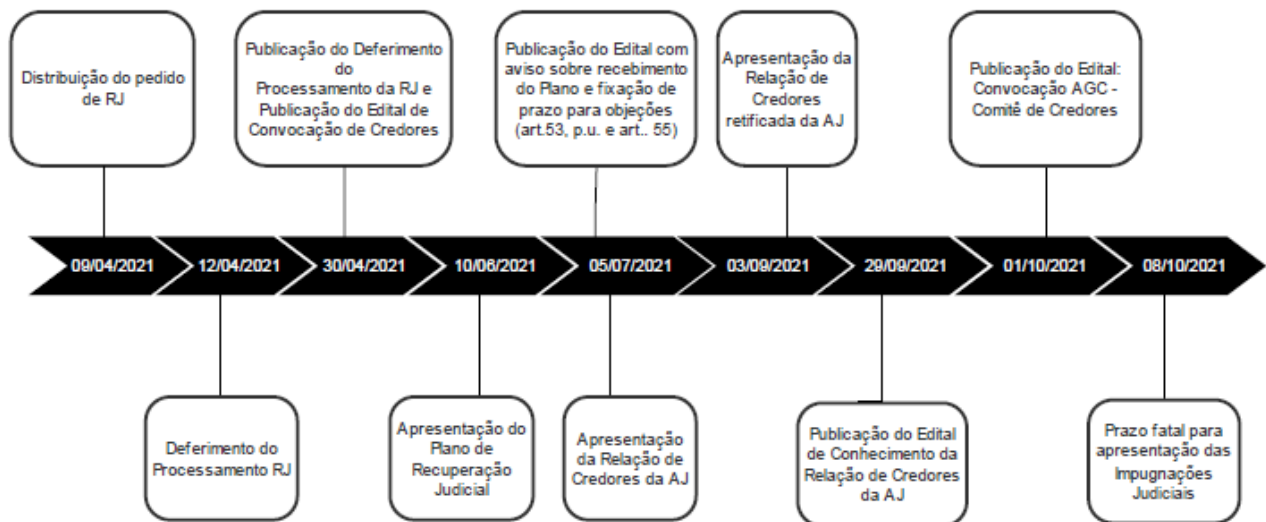 Distribuição do pedido
de RJ
Publicação do Deferimento
do
Processamento da RJ e
Publicação do Edital de
Convocação de Credores
Publicação do Edital com
aviso sobre recebimento
do Plano e fixação de
prazo para objeções
(art.53, p.u. e art.. 55)
Apresentação da
Relação de
Credores
retificada da AJ
Publicação do Edital:
Convocação AGC -
Comitê de Credores
09/04/2021
12/04/2021
30/04/2021
10/06/2021
05/07/2021
03/09/2021
29/09/2021
01/10/2021
08/10/2021
Deferimento do
Processamento RJ
Apresentação do
Plano de
Recuperação
Judicial
Apresentação
da Relação de
Credores da AJ
Publicação do Edital
de Conhecimento da
Relação de Credores
da AJ
Prazo fatal para
apresentação das
Impugnações
Judiciais